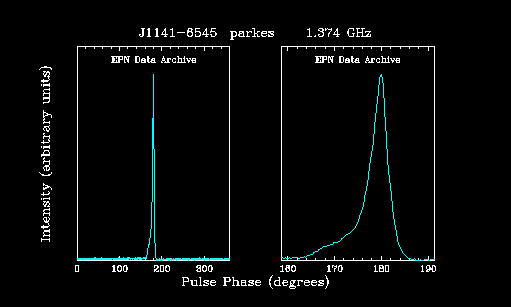 J1141−6545 parkes 1.374 GHz
EPN Data Archive EPN Data Archive
Intensity (arbitrary units)
0 100 200 300 160 170 180 190
Pulse Phase (degrees)